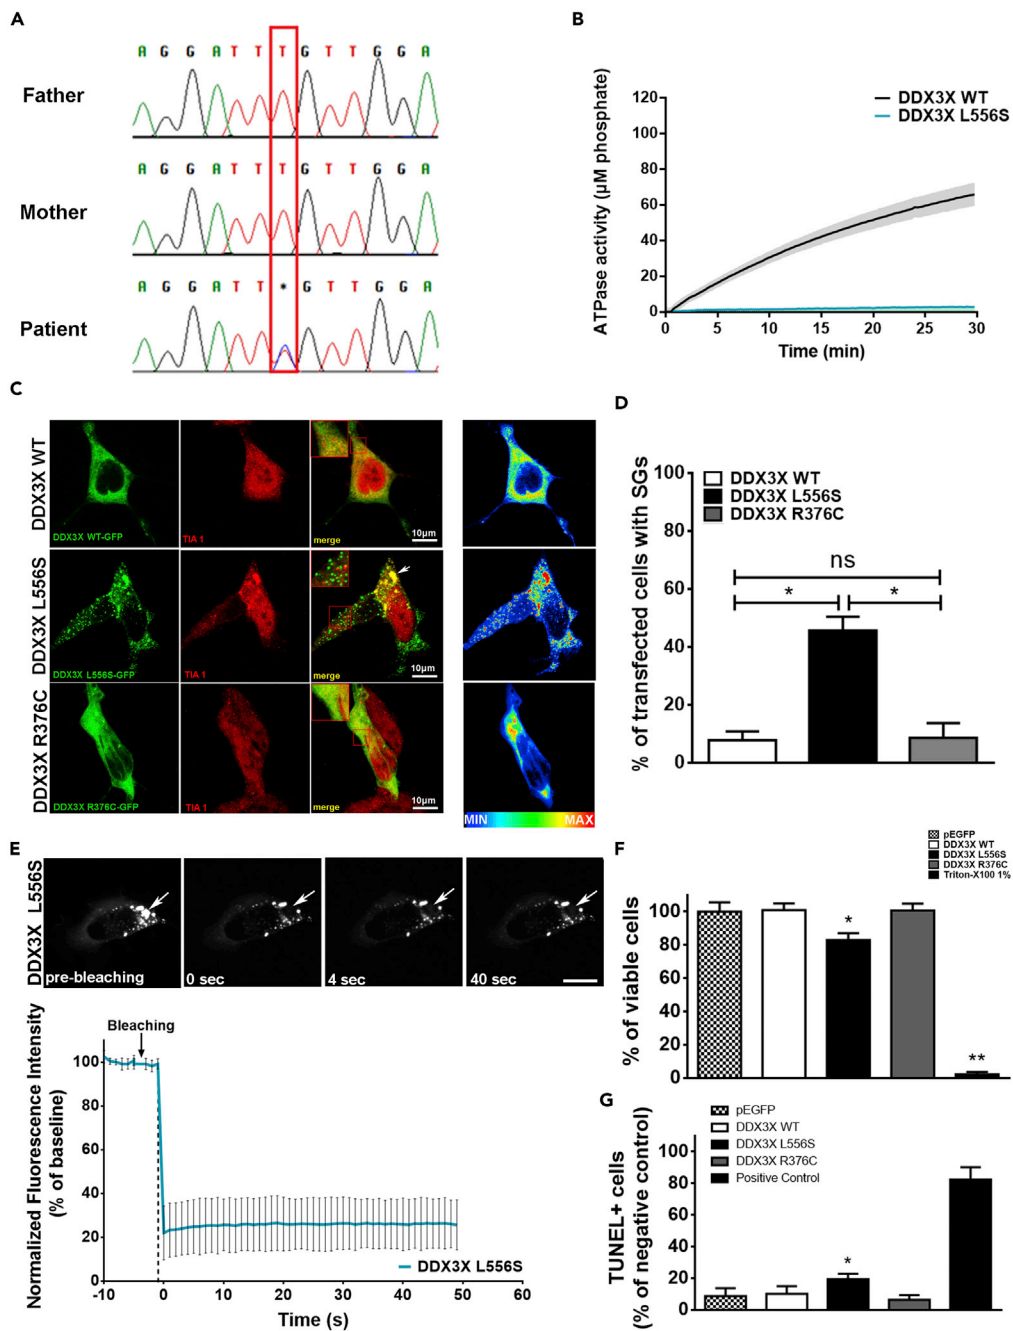 A
A G G A T T T G T T G G A
Father
A G G A T T T G T T G G A
Mother
A G G A T T * G T T G G A
Patient
B
ATPase activity (µM phosphate)
120
100
80
60
40
20
0
0 5 10 15 20 25 30
Time (min)
DDX3X WT
DDX3X L556S
C
DDX3X WT
DDX3X WT-GFP
TIA 1
merge
10µm
DDX3X L556S
DDX3X L556S-GFP
TIA 1
merge
10µm
DDX3X R376C
DDX3X R376C-GFP
TIA 1
merge
10µm
MIN MAX
D
% of transfected cells with SGs
100
80
60
40
20
0
DDX3X WT
DDX3X L556S
DDX3X R376C
ns
* *
E
DDX3X L556S
pre-bleaching
0 sec
4 sec
40 sec
Bleaching
Normalized Fluorescence Intensity
(% of baseline)
100
80
60
40
20
0
-10 0 10 20 30 40 50 60
Time (s)
DDX3X L556S
F
pEGFP
DDX3X WT
DDX3X L556S
DDX3X R376C
Triton-X100 1%
% of viable cells
100
80
60
40
20
0
*
**
G
pEGFP
DDX3X WT
DDX3X L556S
DDX3X R376C
Positive Control
TUNEL+ cells
(% of negative control)
100
80
60
40
20
0
*